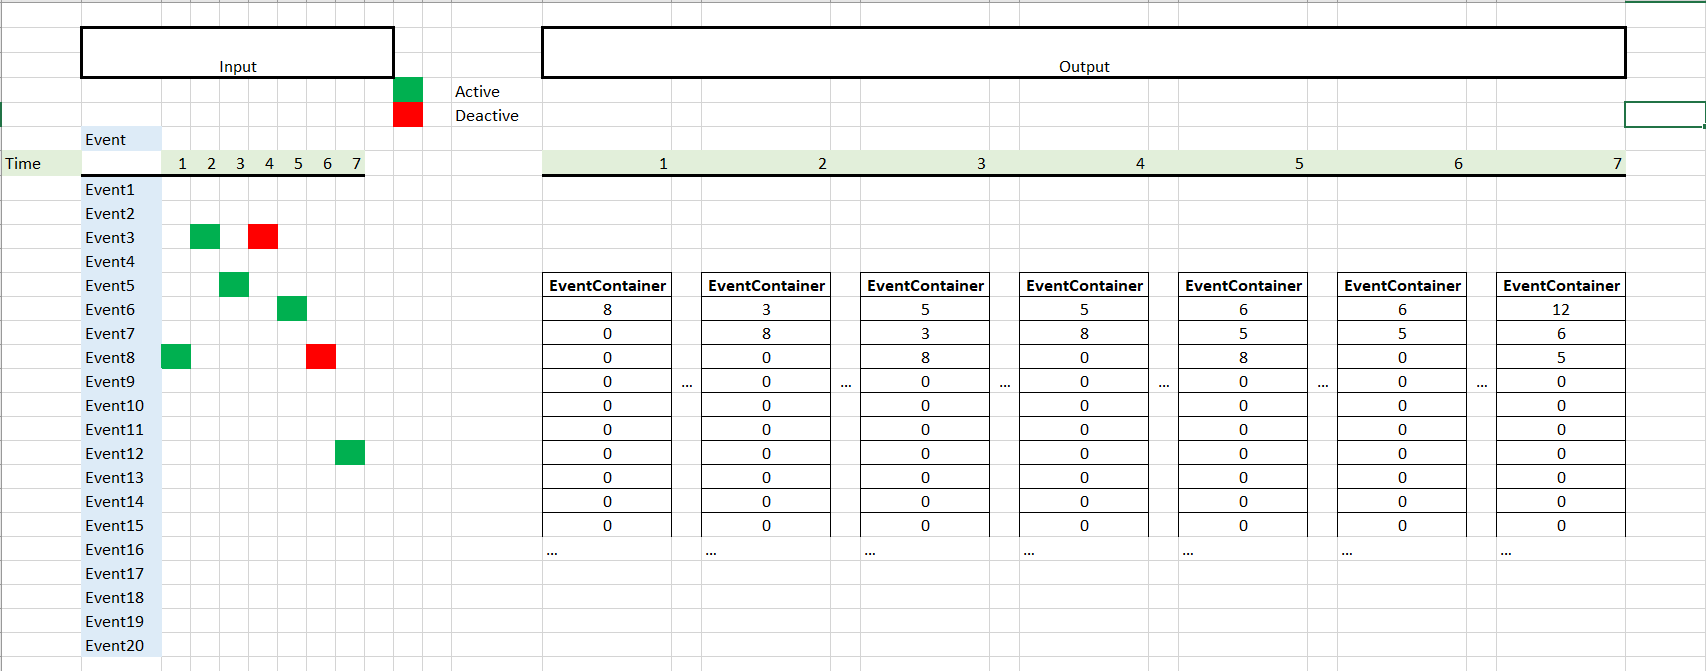 Input Output
Active
Deactive
Event
Time 1 2 3 4 5 6 7 1 2 3 4 5 6 7
Event1
Event2
Event3
Event4
Event5 EventContainer EventContainer EventContainer EventContainer EventContainer EventContainer EventContainer
Event6 8 3 5 5 6 6 12
Event7 0 8 3 8 5 5 6
Event8 0 0 8 0 8 0 5
Event9 0 ... 0 ... 0 ... 0 ... 0 ... 0 ... 0
Event10 0 0 0 0 0 0 0
Event11 0 0 0 0 0 0 0
Event12 0 0 0 0 0 0 0
Event13 0 0 0 0 0 0 0
Event14 0 0 0 0 0 0 0
Event15 0 0 0 0 0 0 0
Event16 ... ... ... ... ... ... ...
Event17
Event18
Event19
Event20